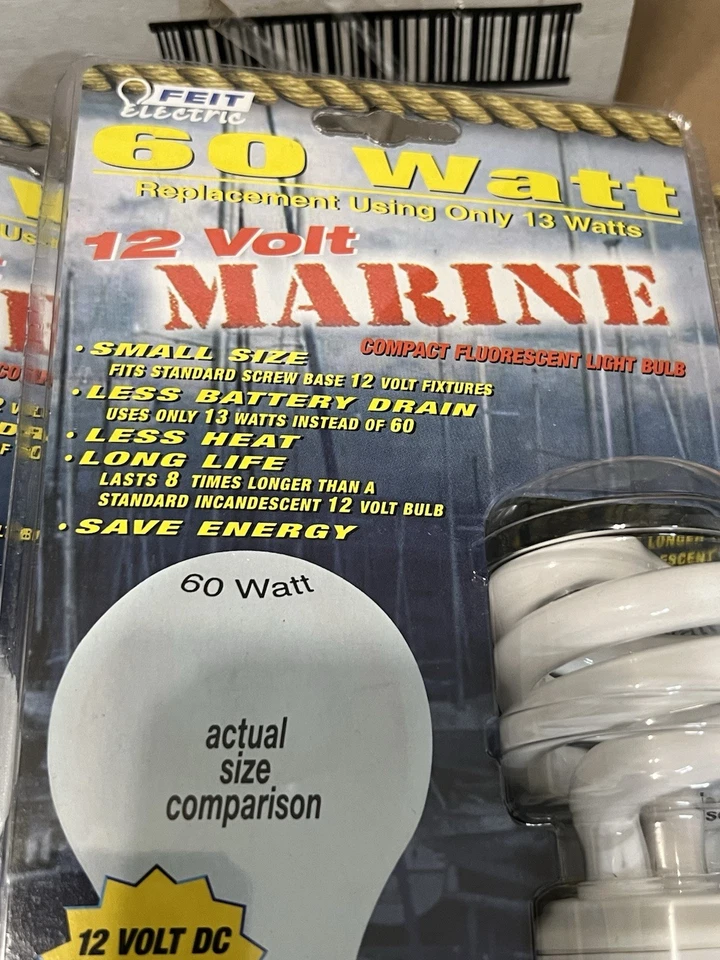 FEIT
Electric
60 Watt
Replacement Using Only 13 Watts
12 Volt
MARINE
COMPACT FLUORESCENT LIGHT BULB
• SMALL SIZE
FITS STANDARD SCREW BASE 12 VOLT FIXTURES
• LESS BATTERY DRAIN
USES ONLY 13 WATTS INSTEAD OF 60
• LESS HEAT
• LONG LIFE
LASTS 8 TIMES LONGER THAN A
STANDARD INCANDESCENT 12 VOLT BULB
• SAVE ENERGY
60 Watt
actual
size
comparison
12 VOLT DC
LONGER